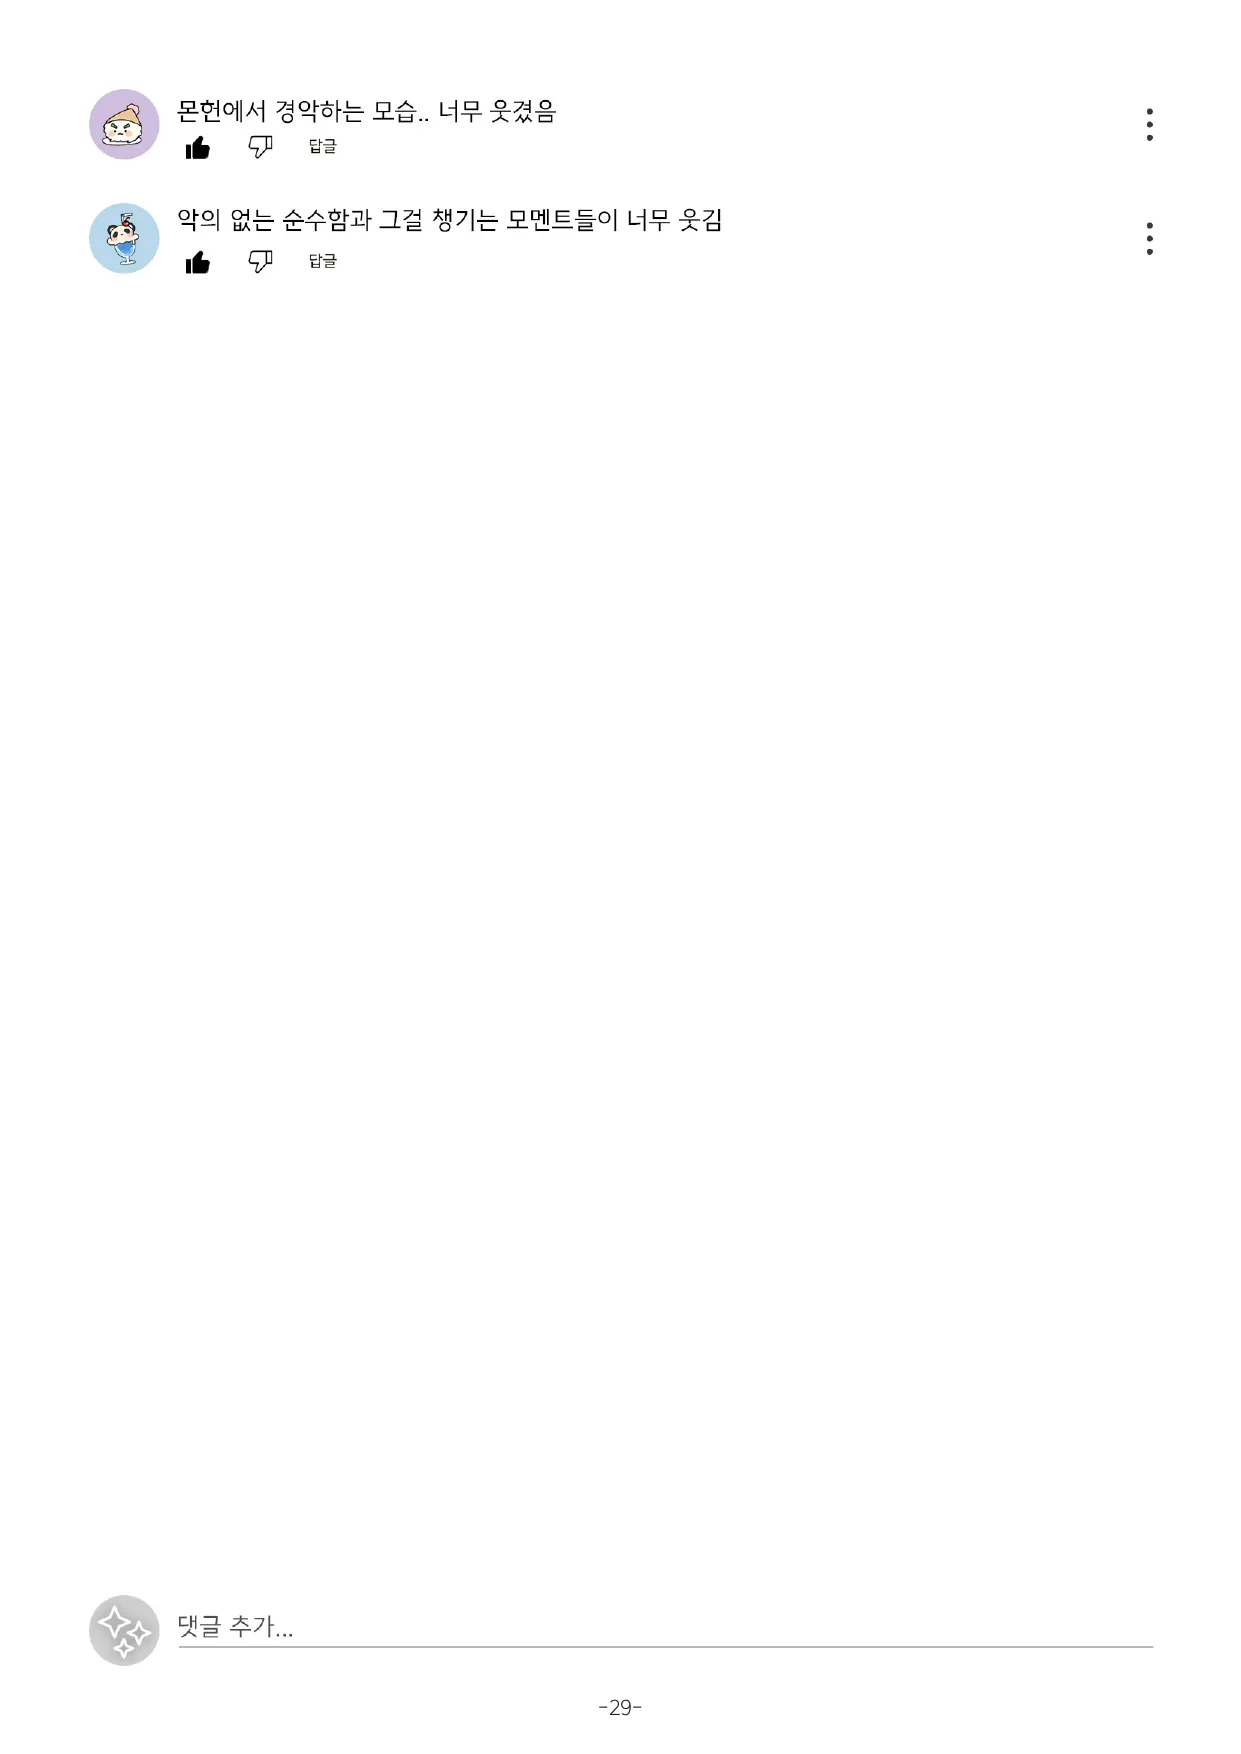 몬헌에서 경악하는 모습.. 너무 웃겼음
답글
악의 없는 순수함과 그걸 챙기는 모멘트들이 너무 웃김
답글
댓글 추가...
-29-